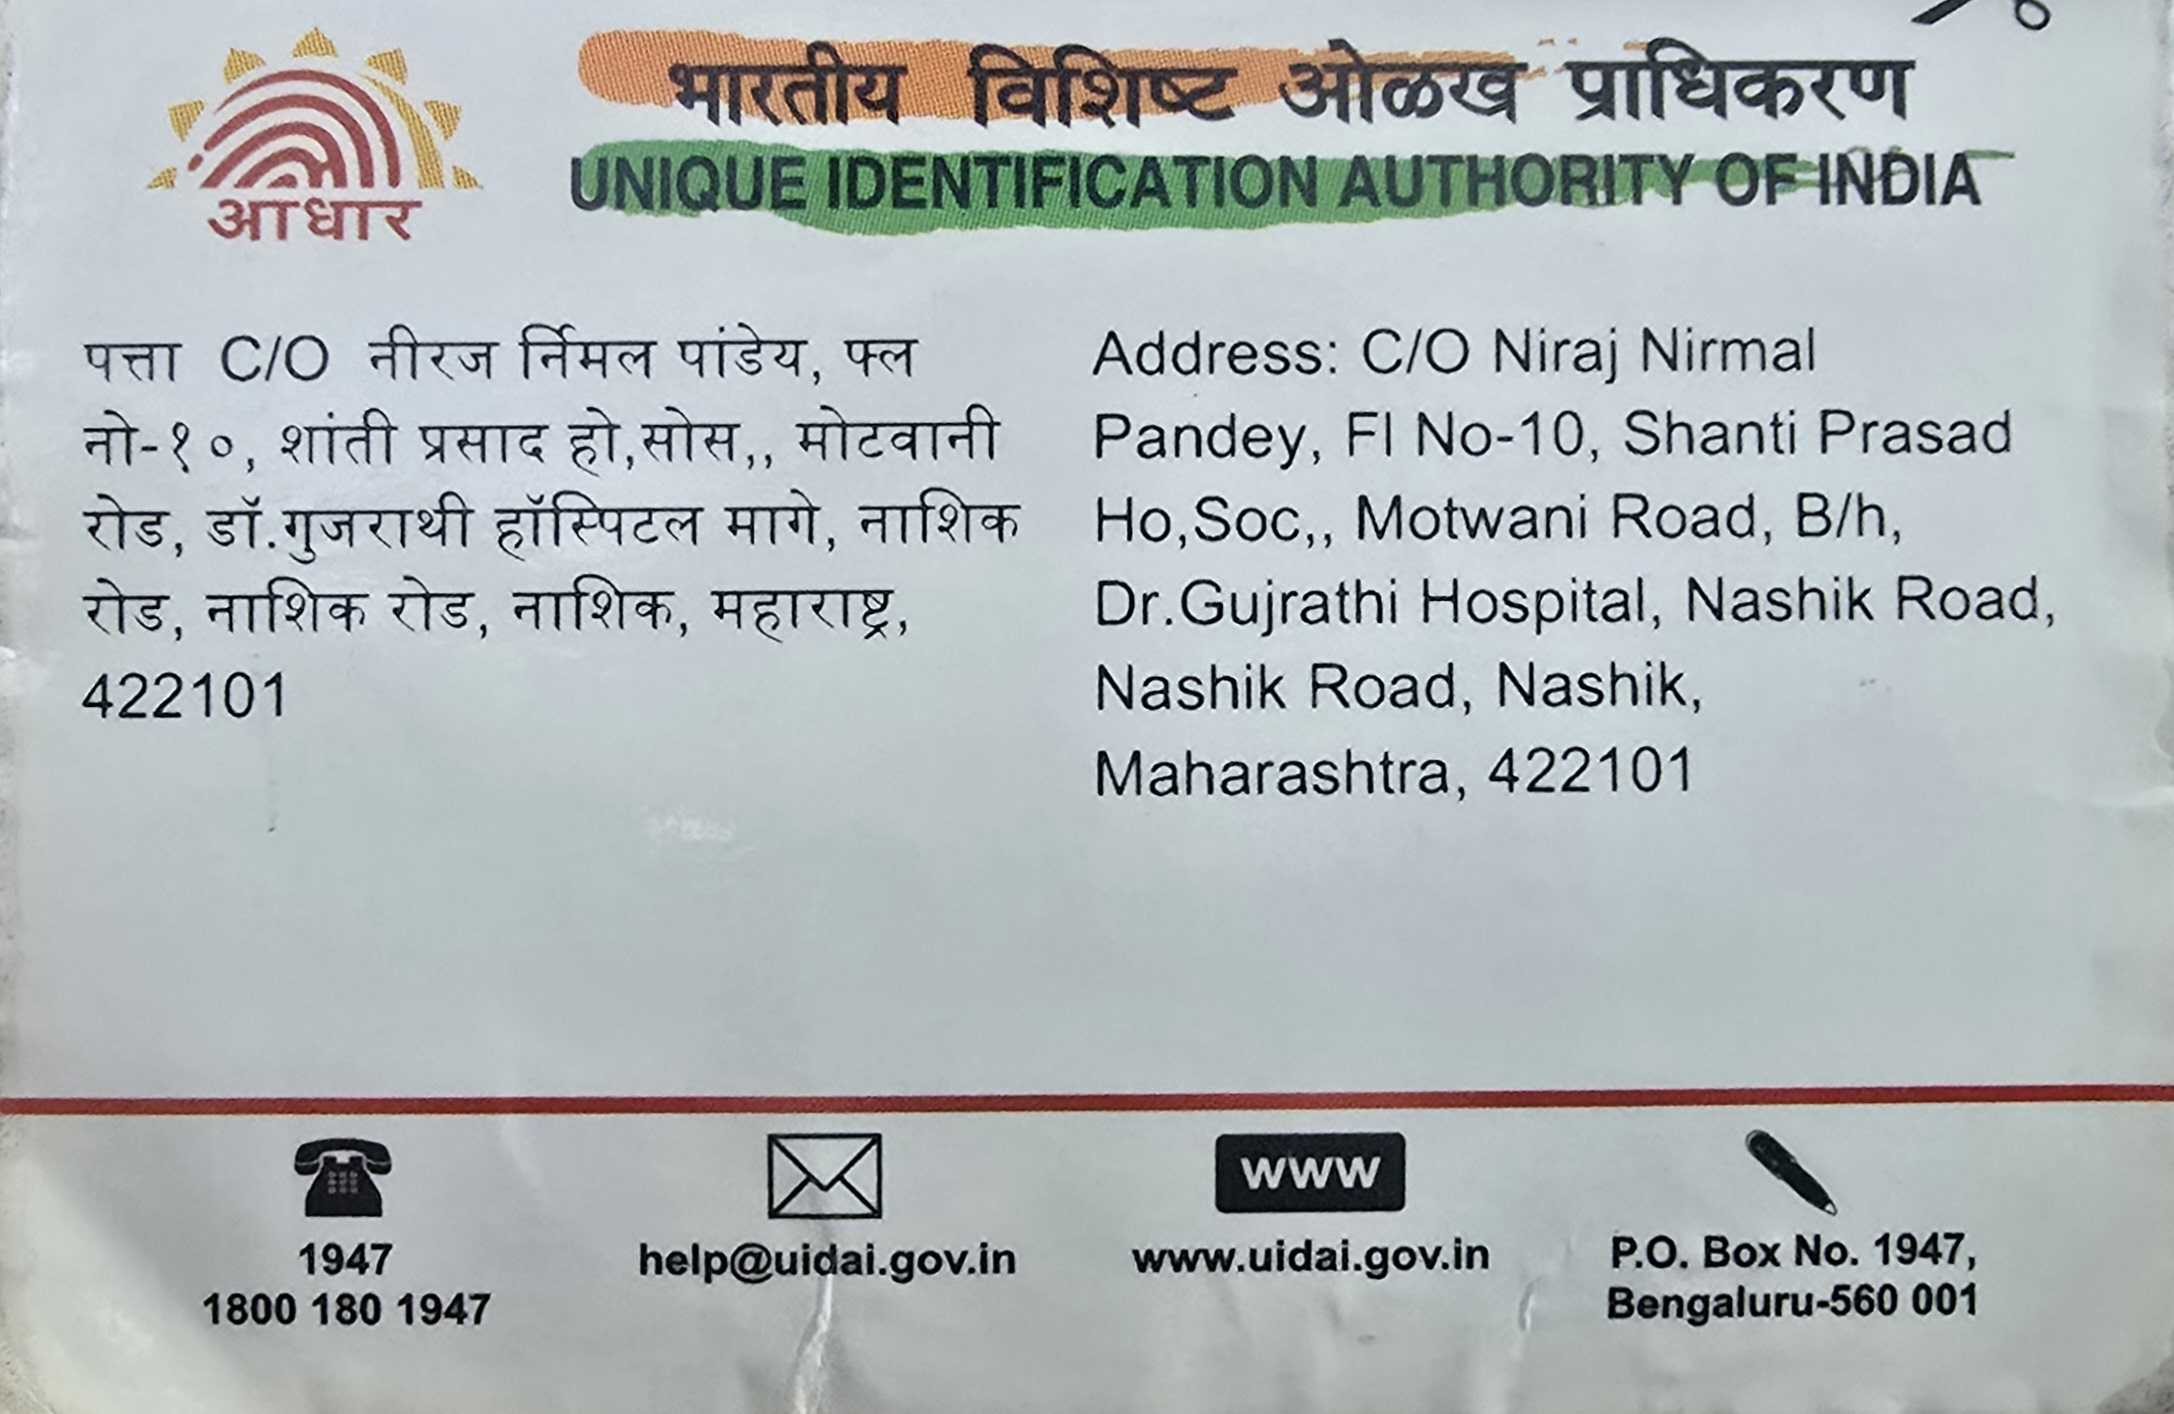 भारतीय विशिष्ट ओळख प्राधिकरण
UNIQUE IDENTIFICATION AUTHORITY OF INDIA
आधार
पत्ता C/O नीरज र्निमल पांडेय, फ्ल
नो-१०, शांती प्रसाद हो,सोस,, मोटवानी
रोड, डॉ.गुजराथी हॉस्पिटल मागे, नाशिक
रोड, नाशिक रोड, नाशिक, महाराष्ट्र,
422101
Address: C/O Niraj Nirmal
Pandey, Fl No-10, Shanti Prasad
Ho,Soc,, Motwani Road, B/h,
Dr.Gujrathi Hospital, Nashik Road,
Nashik Road, Nashik,
Maharashtra, 422101
1947
1800 180 1947
help@uidai.gov.in
www
www.uidai.gov.in
P.O. Box No. 1947,
Bengaluru-560 001